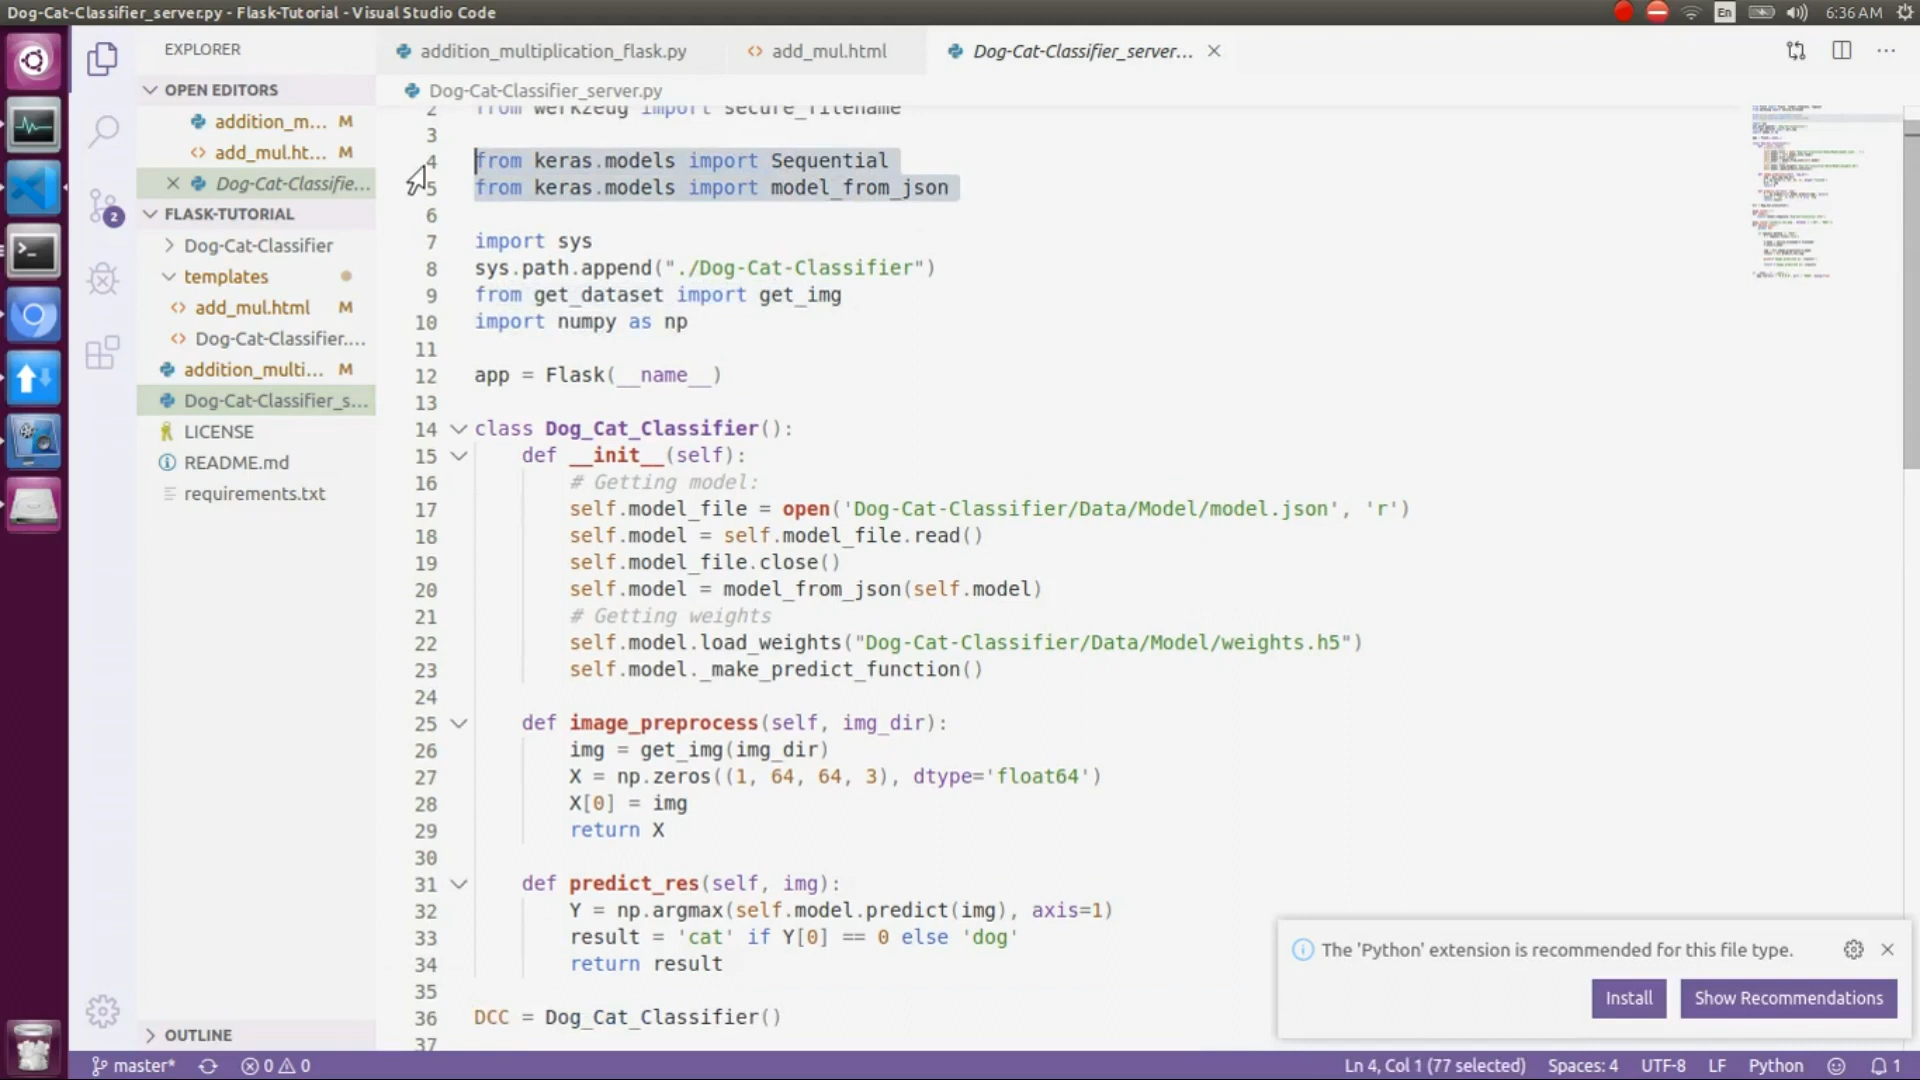 Dog-Cat-Classifier_server.py - Flask-Tutorial - Visual Studio Code
En
6:36 AM
EXPLORER
addition_multiplication_flask.py
<> add_mul.html
Dog-Cat-Classifier_server...
OPEN EDITORS
Dog-Cat-Classifier_server.py
addition_m... M
<> add_mul.ht... M
Dog-Cat-Classifie...
FLASK-TUTORIAL
Dog-Cat-Classifier
templates
<> add_mul.html M
<> Dog-Cat-Classifier....
addition_multi... M
Dog-Cat-Classifier_s...
LICENSE
README.md
requirements.txt
OUTLINE
2
2 from werkzeug import secure_filename
3
4 from keras.models import Sequential
5 from keras.models import model_from_json
6
7 import sys
8 sys.path.append("./Dog-Cat-Classifier")
9 from get_dataset import get_img
10 import numpy as np
11
12 app = Flask(__name__)
13
14 class Dog_Cat_Classifier():
15 def __init__(self):
16 # Getting model:
17 self.model_file = open('Dog-Cat-Classifier/Data/Model/model.json', 'r')
18 self.model = self.model_file.read()
19 self.model_file.close()
20 self.model = model_from_json(self.model)
21 # Getting weights
22 self.model.load_weights("Dog-Cat-Classifier/Data/Model/weights.h5")
23 self.model._make_predict_function()
24
25 def image_preprocess(self, img_dir):
26 img = get_img(img_dir)
27 X = np.zeros((1, 64, 64, 3), dtype='float64')
28 X[0] = img
29 return X
30
31 def predict_res(self, img):
32 Y = np.argmax(self.model.predict(img), axis=1)
33 result = 'cat' if Y[0] == 0 else 'dog'
34 return result
35
36 DCC = Dog_Cat_Classifier()
37
The 'Python' extension is recommended for this file type.
Install
Show Recommendations
master*
0 0
Ln 4, Col 1 (77 selected)
Spaces: 4
UTF-8
LF
Python
1